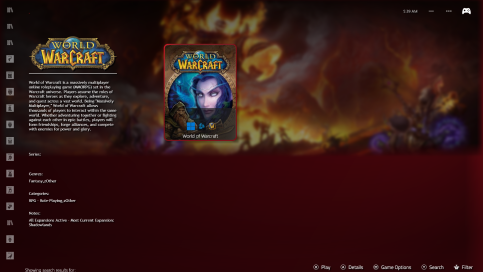 5:39 AM
WORLD
OF
WARCRAFT
World of Warcraft is a massively multiplayer
online roleplaying game (MMORPG) set in the
Warcraft universe. Players assume the roles of
Warcraft heroes as they explore, adventure,
and quest across a vast world. Being "Massively
Multiplayer," World of Warcraft allows
thousands of players to interact within the same
world. Whether adventuring together or fighting
against each other in epic battles, players will
form friendships, forge alliances, and compete
with enemies for power and glory.
WORLD
OF
WARCRAFT
World of Warcraft
Series:
Genres:
Fantasy,zOther
Categories:
RPG - Role-Playing,zOther
Notes:
All Expansions Active - Most Current Expansion:
Shadowlands
Showing search results for:
Play
Details
Game Options
Search
Filter